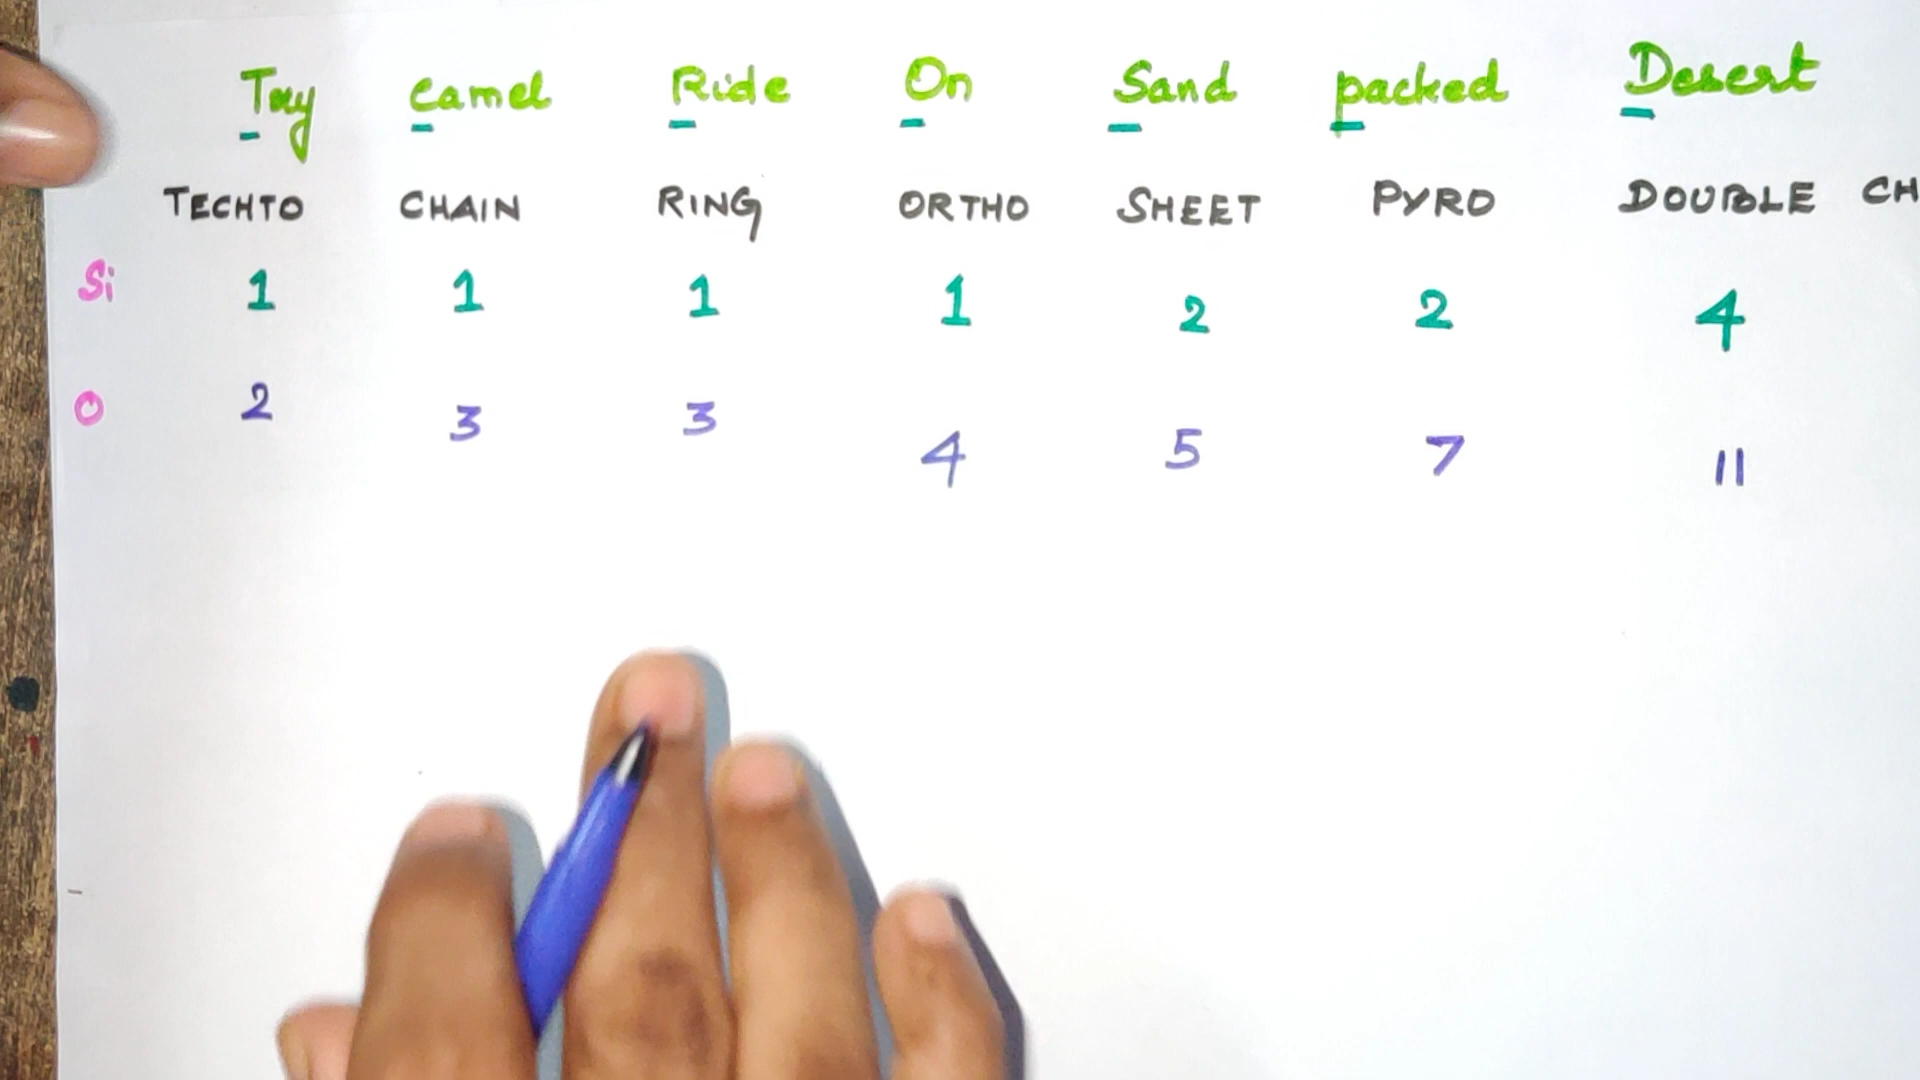 Try camel Ride On Sand packed Desert
TECHTO CHAIN RING ORTHO SHEET PYRO DOUBLE CH
Si 1 1 1 1 2 2 4
O 2 3 3 4 5 7 11